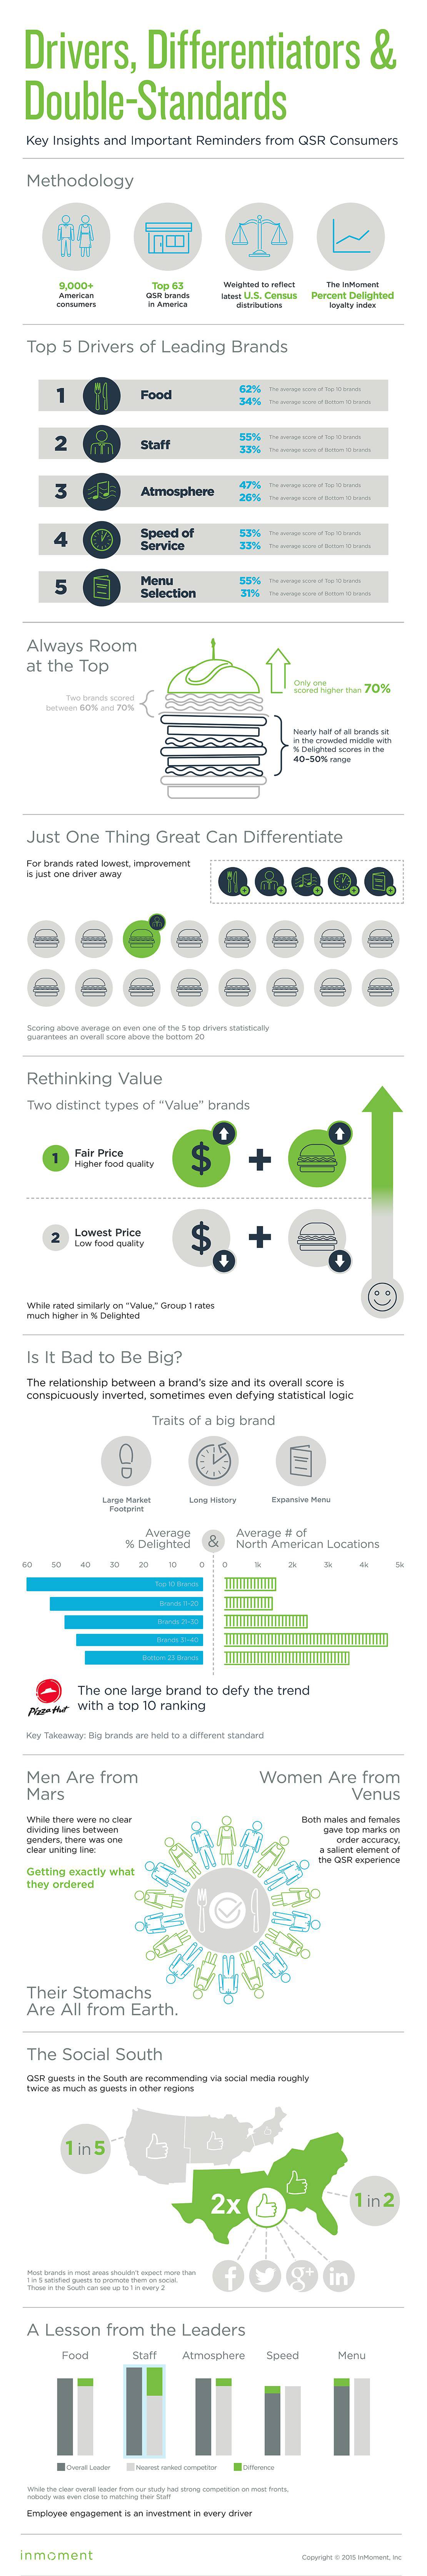 Drivers, Differentiators &
Double-Standards
Key Insights and Important Reminders from QSR Consumers
Methodology
9,000+
American
consumers
Top 63
QSR brands
in America
Weighted to reflect
latest U.S. Census
distributions
The InMoment
Percent Delighted
loyalty index
Top 5 Drivers of Leading Brands
1 Food
62% The average score of Top 10 brands
34% The average score of Bottom 10 brands
2 Staff
55% The average score of Top 10 brands
33% The average score of Bottom 10 brands
3 Atmosphere
47% The average score of Top 10 brands
26% The average score of Bottom 10 brands
4 Speed of
Service
53% The average score of Top 10 brands
33% The average score of Bottom 10 brands
5 Menu
Selection
55% The average score of Top 10 brands
31% The average score of Bottom 10 brands
Always Room
at the Top
Only one
scored higher than 70%
Two brands scored
between 60% and 70%
Nearly half of all brands sit
in the crowded middle with
% Delighted scores in the
40-50% range
Just One Thing Great Can Differentiate
For brands rated lowest, improvement
is just one driver away
Scoring above average on even one of the 5 top drivers statistically
guarantees an overall score above the bottom 20
Rethinking Value
Two distinct types of “Value” brands
1 Fair Price
Higher food quality
$ +
2 Lowest Price
Low food quality
$ +
While rated similarly on "Value," Group 1 rates
much higher in % Delighted
Is It Bad to Be Big?
The relationship between a brand's size and its overall score is
conspicuously inverted, sometimes even defying statistical logic
Traits of a big brand
Large Market
Footprint
Long History
Expansive Menu
Average
% Delighted
&
Average # of
North American Locations
60 50 40 30 20 10 0 0 1k 2k 3k 4k 5k
Top 10 Brands
Brands 11-20
Brands 21-30
Brands 31-40
Bottom 23 Brands
Pizza Hut
The one large brand to defy the trend
with a top 10 ranking
Key Takeaway: Big brands are held to a different standard
Men Are from
Mars
Women Are from
Venus
While there were no clear
dividing lines between
genders, there was one
clear uniting line:
Getting exactly what
they ordered
Both males and females
gave top marks on
order accuracy,
a salient element of
the QSR experience
Their Stomachs
Are All from Earth.
The Social South
QSR guests in the South are recommending via social media roughly
twice as much as guests in other regions
1 in 5
2x
1 in 2
f g+ in
Most brands in most areas shouldn't expect more than
1 in 5 satisfied guests to promote them on social.
Those in the South can see up to 1 in every 2
A Lesson from the Leaders
Food Staff Atmosphere Speed Menu
Overall Leader Nearest ranked competitor Difference
While the clear overall leader from our study had strong competition on most fronts,
nobody was even close to matching their Staff
Employee engagement is an investment in every driver
inmoment
Copyright © 2015 InMoment, Inc